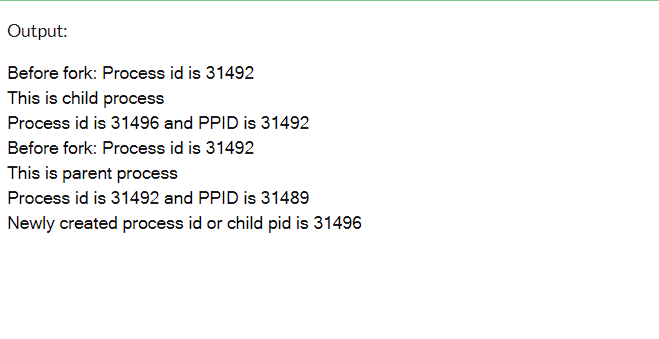 Output:
Before fork: Process id is 31492
This is child process
Process id is 31496 and PPID is 31492
Before fork: Process id is 31492
This is parent process
Process id is 31492 and PPID is 31489
Newly created process id or child pid is 31496